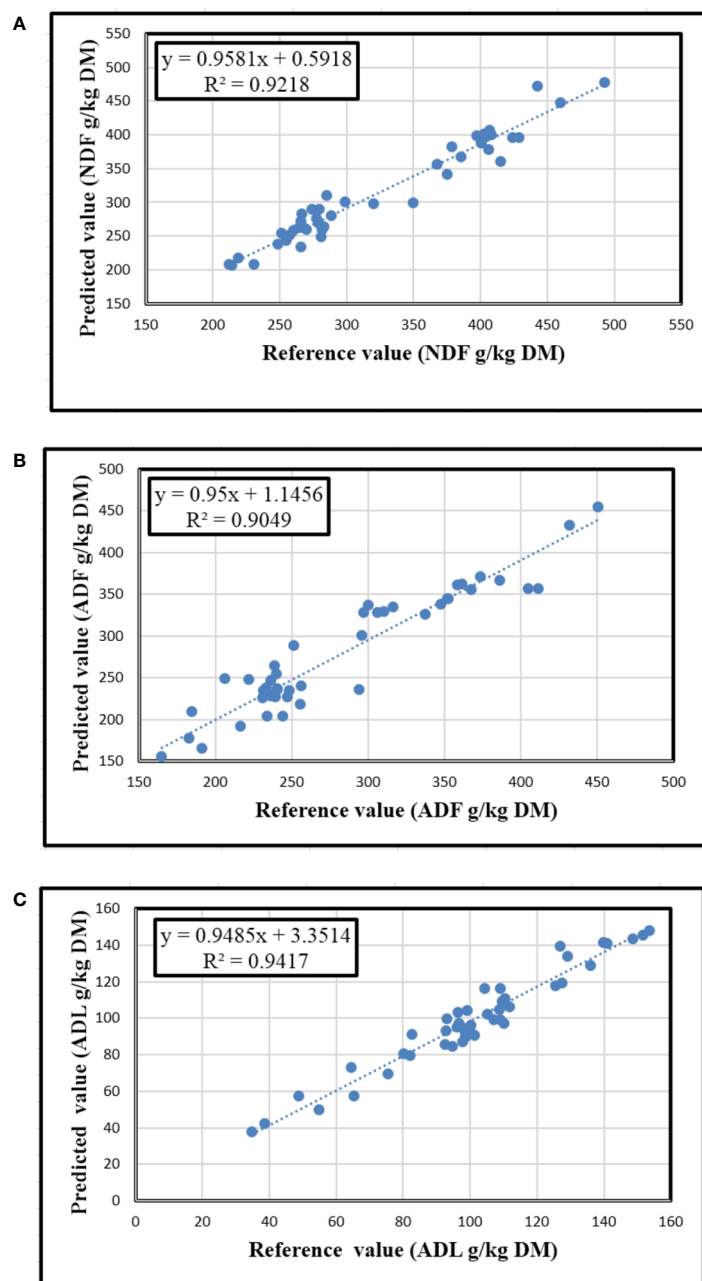 A
y = 0.9581x + 0.5918
R² = 0.9218
Predicted value (NDF g/kg DM)
550
500
450
400
350
300
250
200
150
150 200 250 300 350 400 450 500 550
Reference value (NDF g/kg DM)
B
y = 0.95x + 1.1456
R² = 0.9049
Predicted value (ADF g/kg DM)
500
450
400
350
300
250
200
150
150 200 250 300 350 400 450 500
Reference value (ADF g/kg DM)
C
y = 0.9485x + 3.3514
R² = 0.9417
Predicted value (ADL g/kg DM)
160
140
120
100
80
60
40
20
0
0 20 40 60 80 100 120 140 160
Reference value (ADL g/kg DM)